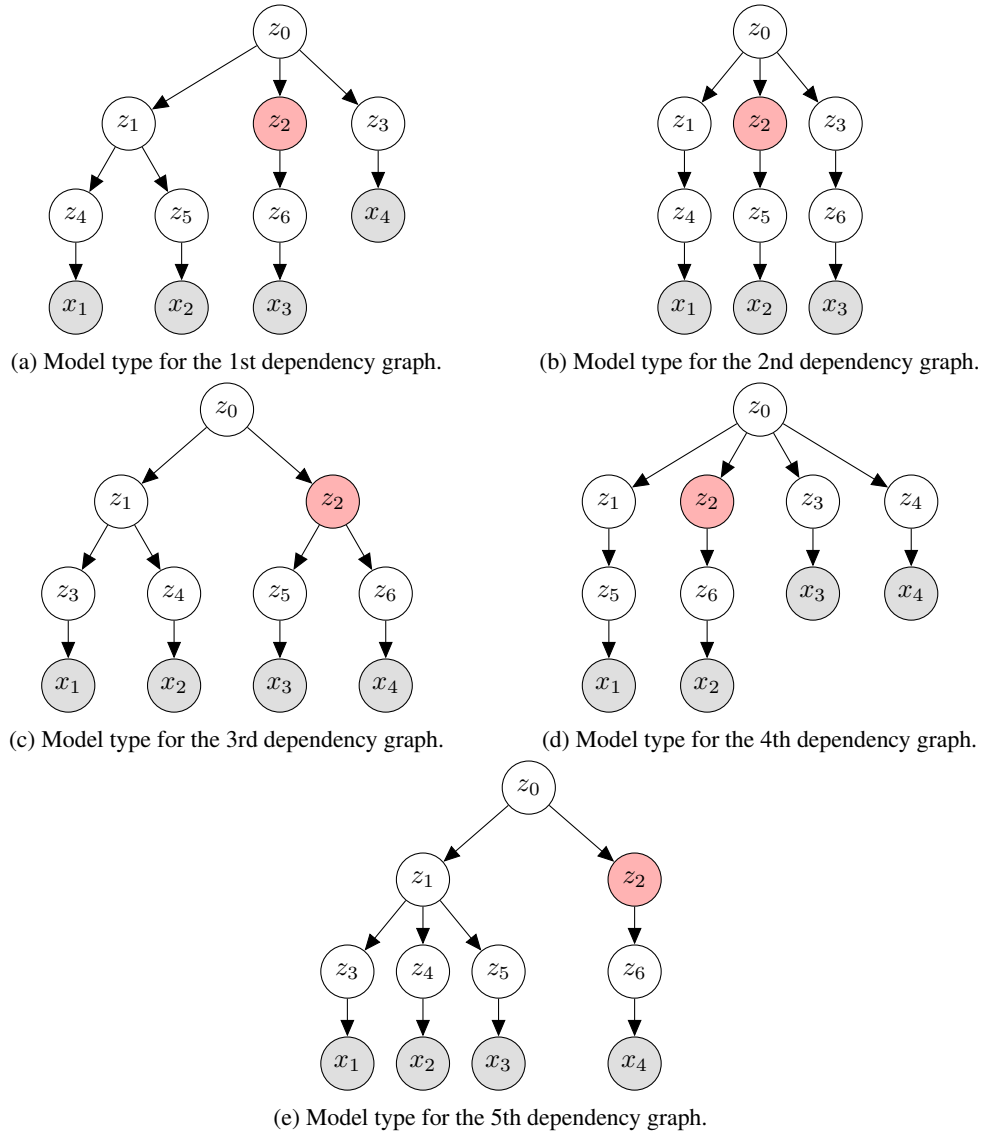 z0
z1 z2 z3
z4 z5 z6 x4
x1 x2 x3
(a) Model type for the 1st dependency graph.
z0
z1 z2 z3
z4 z5 z6
x1 x2 x3
(b) Model type for the 2nd dependency graph.
z0
z1 z2
z3 z4 z5 z6
x1 x2 x3 x4
(c) Model type for the 3rd dependency graph.
z0
z1 z2 z3 z4
z5 z6 x3 x4
x1 x2
(d) Model type for the 4th dependency graph.
z0
z1 z2
z3 z4 z5 z6
x1 x2 x3 x4
(e) Model type for the 5th dependency graph.